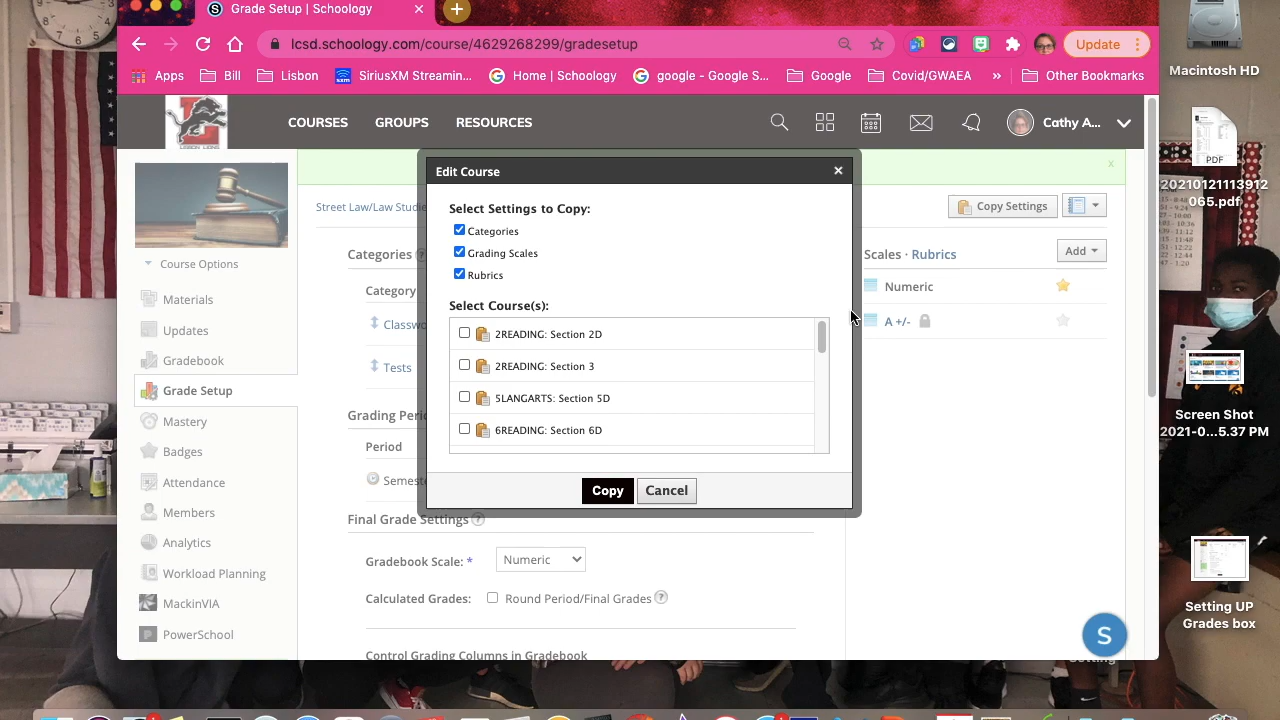 Grade Setup | Schoology
lcsd.schoology.com/course/4629268299/gradesetup
Update
Apps
Bill
Lisbon
SiriusXM Streamin...
Home | Schoology
google - Google S...
Google
Covid/GWAEA
»
Other Bookmarks
COURSES
GROUPS
RESOURCES
Cathy A...
Street Law/Law Studie
Copy Settings
Course Options
Materials
Updates
Gradebook
Grade Setup
Mastery
Badges
Attendance
Members
Analytics
Workload Planning
MackinVIA
PowerSchool
Categories
Category
Classwo
Tests
Grading Peri
Period
Semest
Final Grade Settings
Gradebook Scale: *
Numeric
Calculated Grades:
Round Period/Final Grades
Control Grading Columns in Gradebook
Edit Course
Select Settings to Copy:
Categories
Grading Scales
Rubrics
Select Course(s):
2READING: Section 2D
2READING: Section 3
5LANGARTS: Section 5D
6READING: Section 6D
Copy
Cancel
Scales · Rubrics
Add
Numeric
A +/-
S
Macintosh HD
PDF
20210121113912
065.pdf
Screen Shot
2021-0...5.37 PM
Setting UP
Grades box